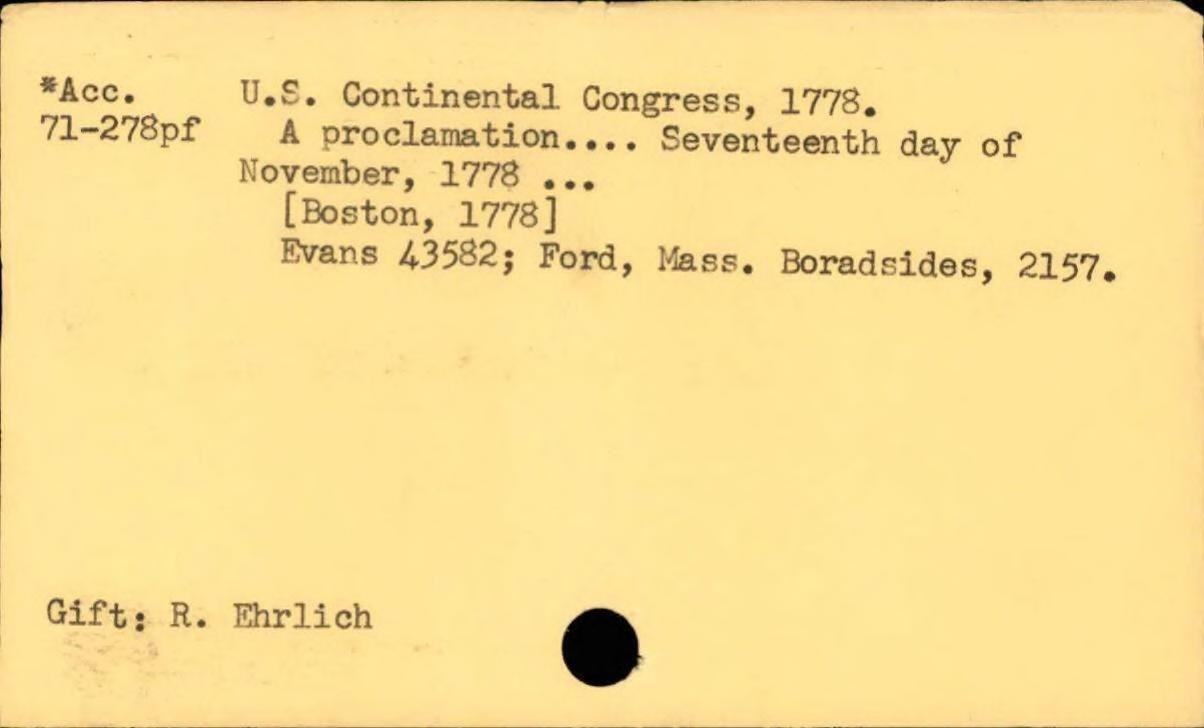 *Acc. U.S. Continental Congress, 1778.
71-278pf A proclamation.... Seventeenth day of
November, 1778 ...
[Boston, 1778]
Evans 43582; Ford, Mass. Boradsides, 2157.
Gift: R. Ehrlich